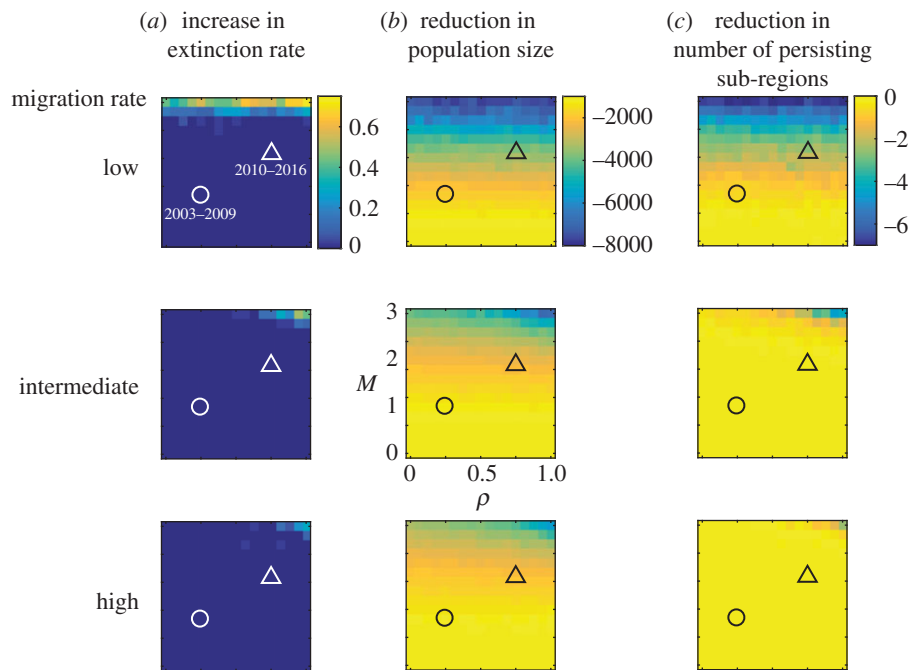 (a) increase in
extinction rate
(b) reduction in
population size
(c) reduction in
number of persisting
sub-regions
migration rate
low
2010–2016
2003–2009
0.6
0.4
0.2
0
–2000
–4000
–6000
–8000
0
–2
–4
–6
intermediate
M
3
2
1
0
0
0.5
1.0
ρ
high